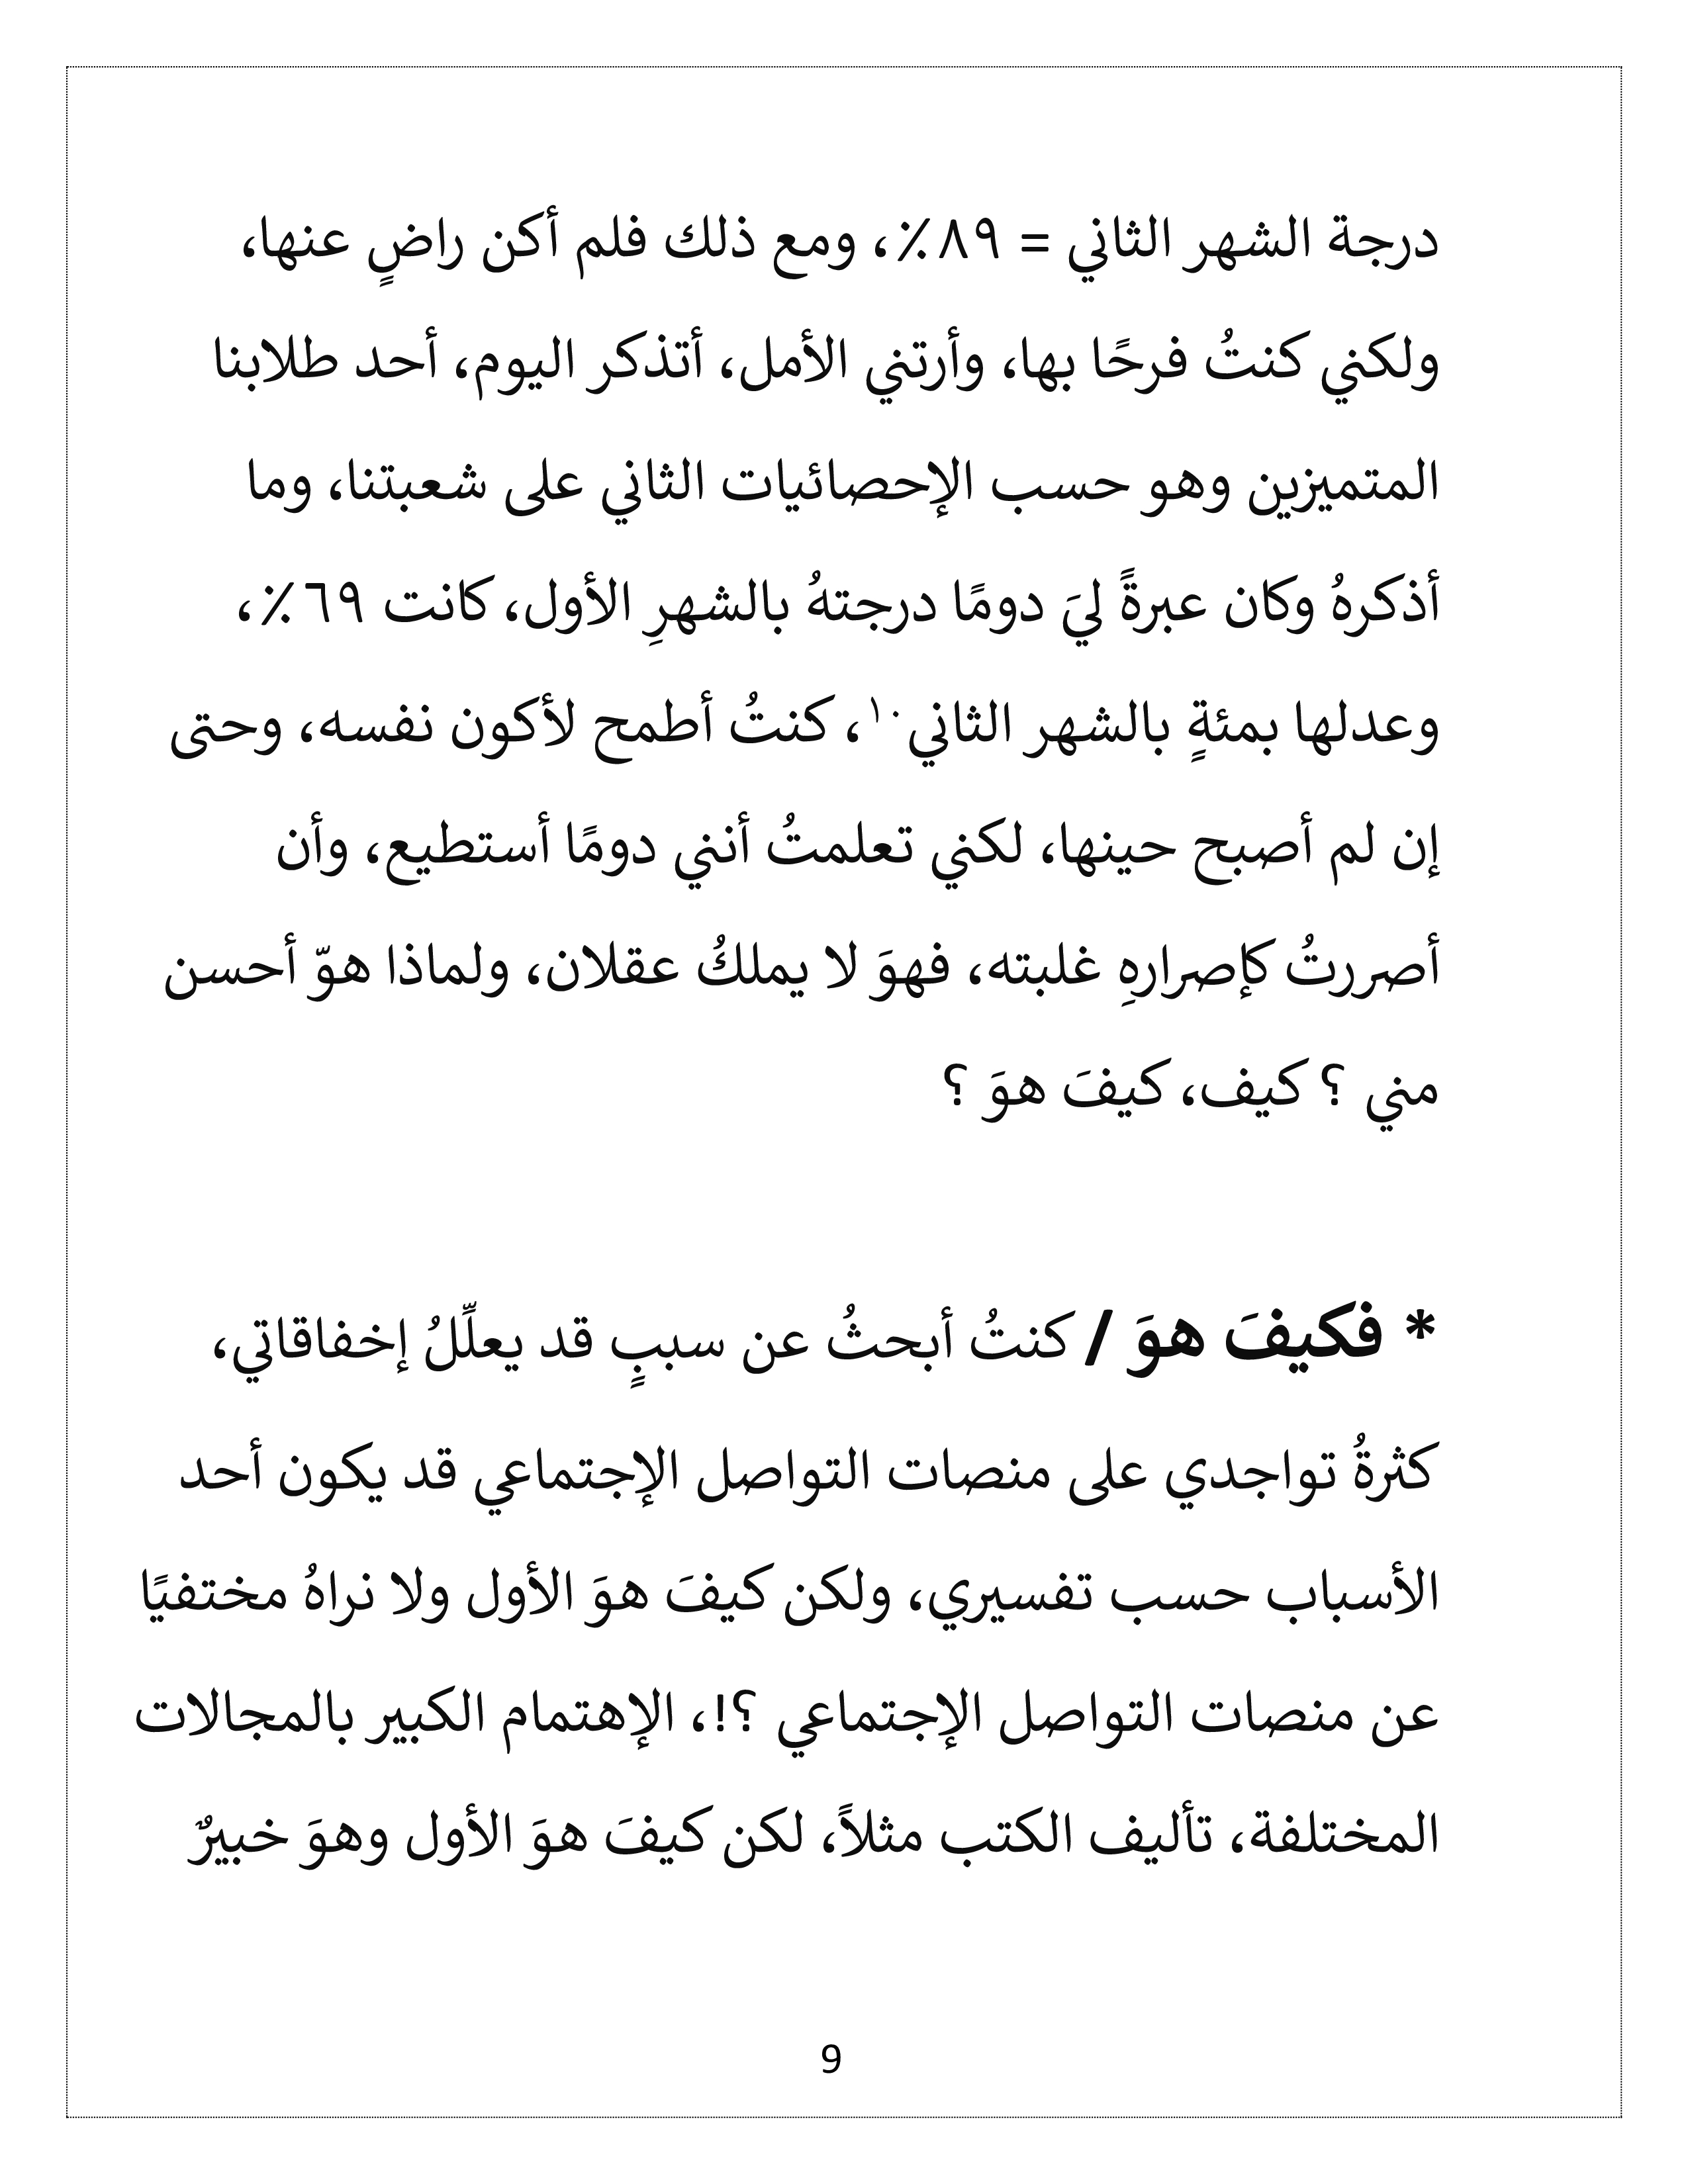 درجة الشهر الثاني = ٨٩٪، ومع ذلك فلم أكن راضٍ عنها،
ولكني كنتُ فرحًا بها، وأرتني الأمل، أتذكر اليوم، أحد طلابنا
المتميزين وهو حسب الإحصائيات الثاني على شعبتنا، وما
أذكرهُ وكان عبرةً ليَ دومًا درجتهُ بالشهرِ الأول، كانت ٦٩٪،
وعدلها بمئةٍ بالشهر الثاني١٠، كنتُ أطمح لأكون نفسه، وحتى
إن لم أصبح حينها، لكني تعلمتُ أنني دومًا أستطيع، وأن
أصررتُ كإصرارهِ غلبته، فهوَ لا يملكُ عقلان، ولماذا هوّ أحسن
مني ؟ كيف، كيفَ هوَ ؟
* فكيفَ هوَ / كنتُ أبحثُ عن سببٍ قد يعلِّلُ إخفاقاتي،
كثرةُ تواجدي على منصات التواصل الإجتماعي قد يكون أحد
الأسباب حسب تفسيري، ولكن كيفَ هوَ الأول ولا نراهُ مختفيًا
عن منصات التواصل الإجتماعي ؟!، الإهتمام الكبير بالمجالات
المختلفة، تأليف الكتب مثلاً، لكن كيفَ هوَ الأول وهوَ خبيرٌ
9